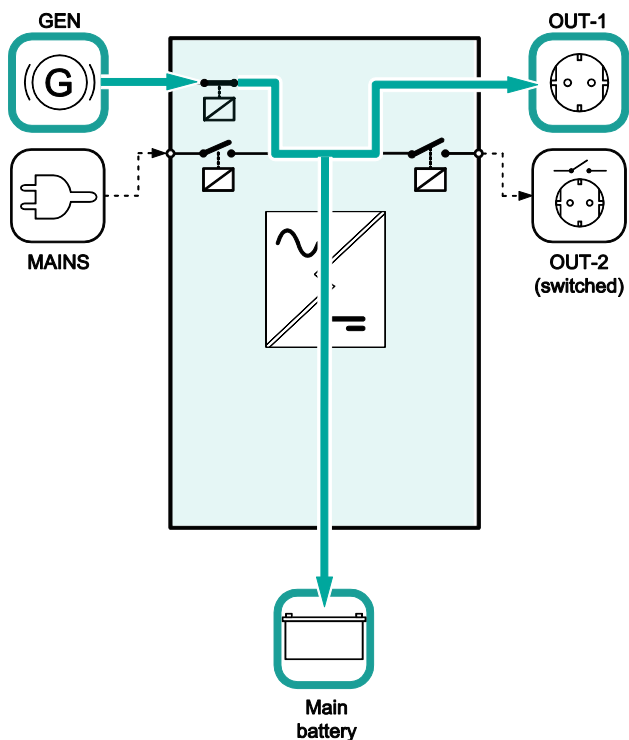 GEN
OUT-1
G
MAINS
OUT-2
(switched)
Main
battery